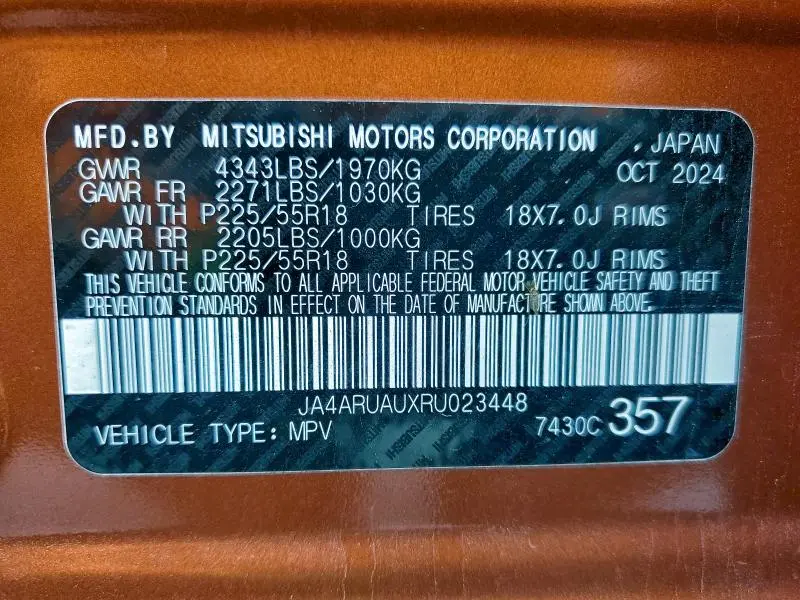 MFD.BY MITSUBISHI MOTORS CORPORATION , JAPAN
GVWR 4343LBS/1970KG OCT 2024
GAWR FR 2271LBS/1030KG
WITH P225/55R18 TIRES 18X7.0J RIMS
GAWR RR 2205LBS/1000KG
WITH P225/55R18 TIRES 18X7.0J RIMS
THIS VEHICLE CONFORMS TO ALL APPLICABLE FEDERAL MOTOR VEHICLE SAFETY AND THEFT
PREVENTION STANDARDS IN EFFECT ON THE DATE OF MANUFACTURE SHOWN ABOVE.
JA4ARUAUXRU023448
VEHICLE TYPE: MPV 7430C 357